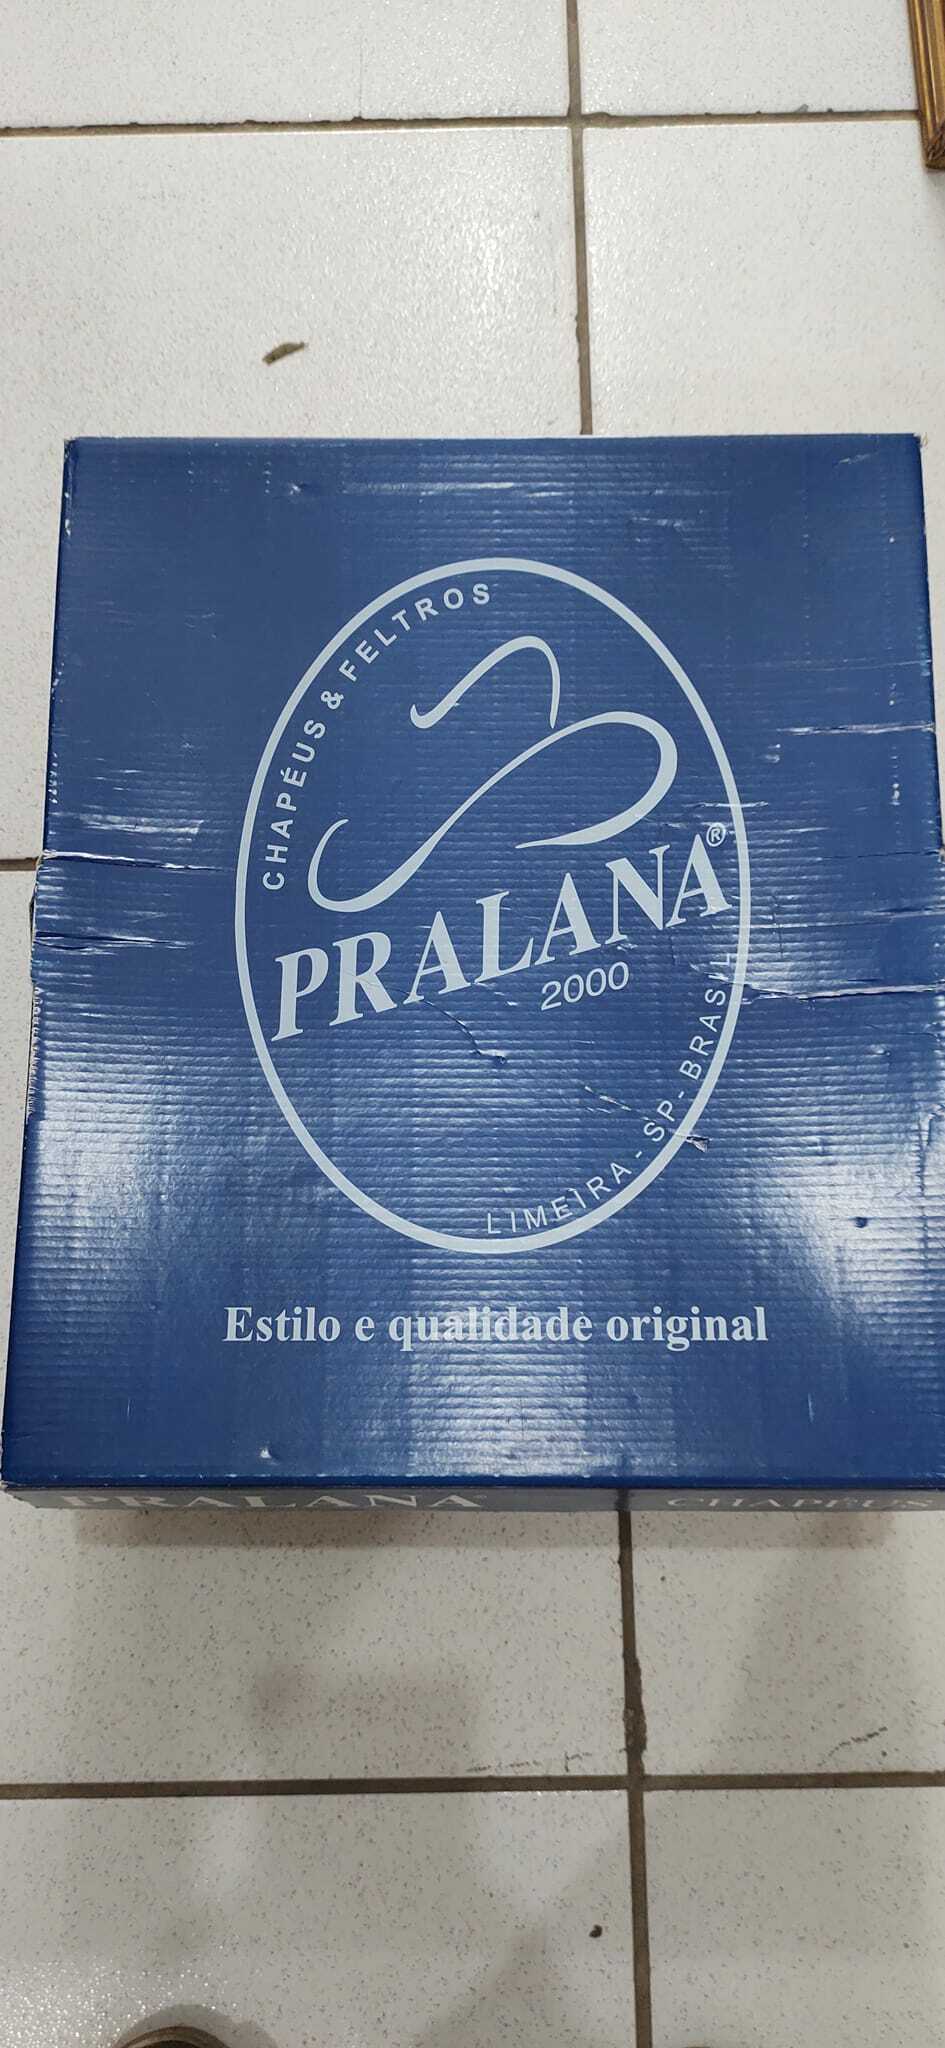 CHAPÉUS & FELTROS
PRALANA®
2000
LIMEIRA - SP - BRASIL
Estilo e qualidade original
PRALANA
CHAPÉUS